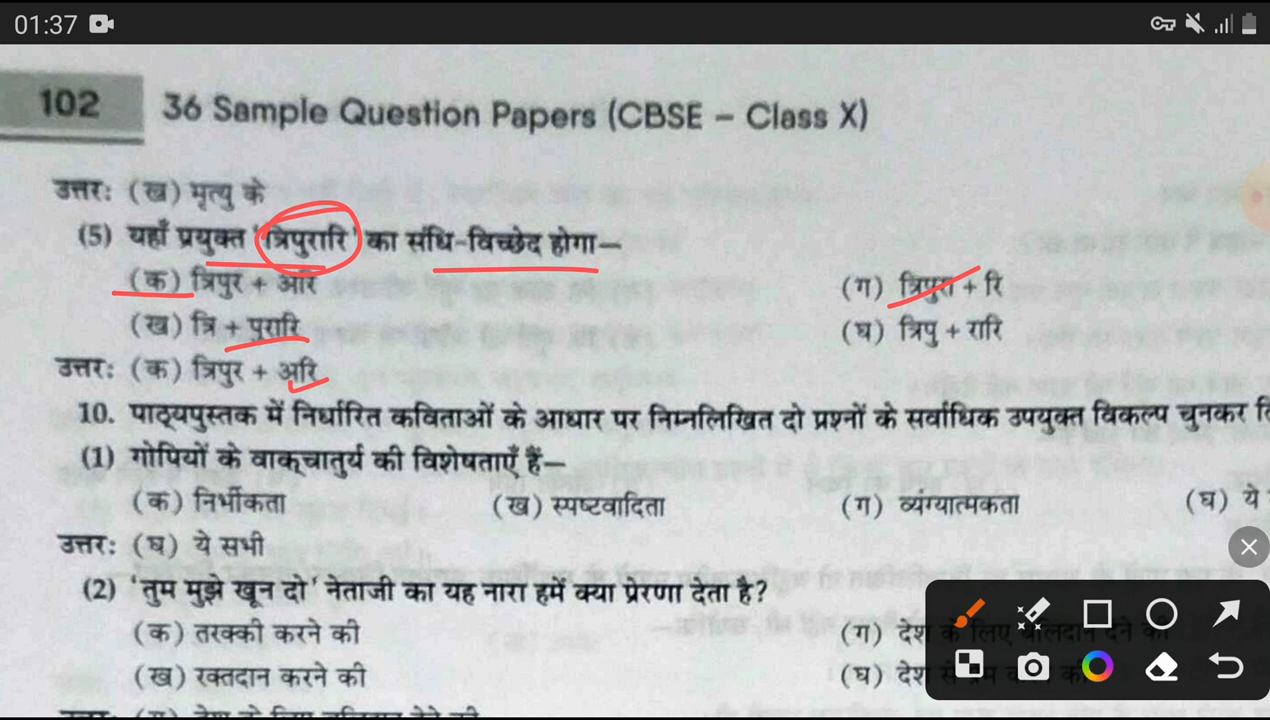 01:37
102 36 Sample Question Papers (CBSE – Class X)
उत्तर: (ख) मृत्यु के
(5) यहाँ प्रयुक्त 'त्रिपुरारि' का संधि-विच्छेद होगा—
(क) त्रिपुर + अरि (ग) त्रिपुरा + रि
(ख) त्रि + पुरारि (घ) त्रिपु + रारि
उत्तर: (क) त्रिपुर + अरि
10. पाठ्यपुस्तक में निर्धारित कविताओं के आधार पर निम्नलिखित दो प्रश्नों के सर्वाधिक उपयुक्त विकल्प चुनकर
(1) गोपियों के वाक्चातुर्य की विशेषताएँ हैं—
(क) निर्भीकता (ख) स्पष्टवादिता (ग) व्यंग्यात्मकता (घ) ये
उत्तर: (घ) ये सभी
(2) 'तुम मुझे खून दो' नेताजी का यह नारा हमें क्या प्रेरणा देता है?
(क) तरक्की करने की (ग) देश के लिए बलिदान देने की
(ख) रक्तदान करने की (घ) देश से